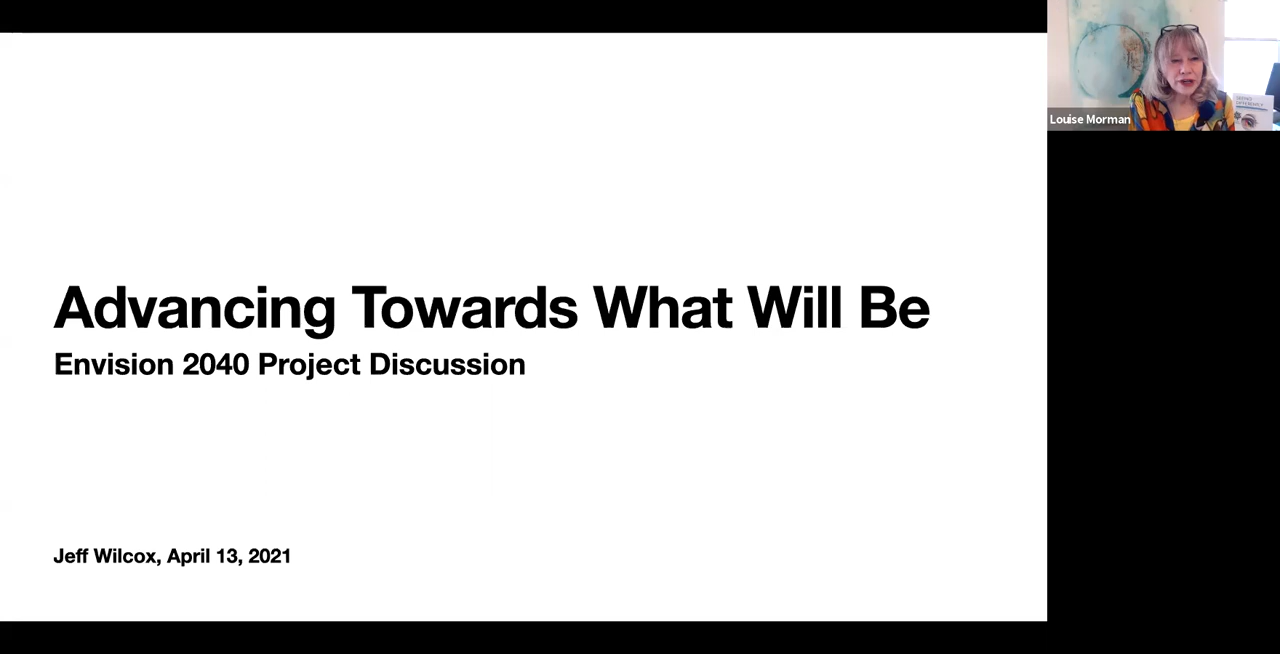 Advancing Towards What Will Be
Envision 2040 Project Discussion
Jeff Wilcox, April 13, 2021
Louise Morman